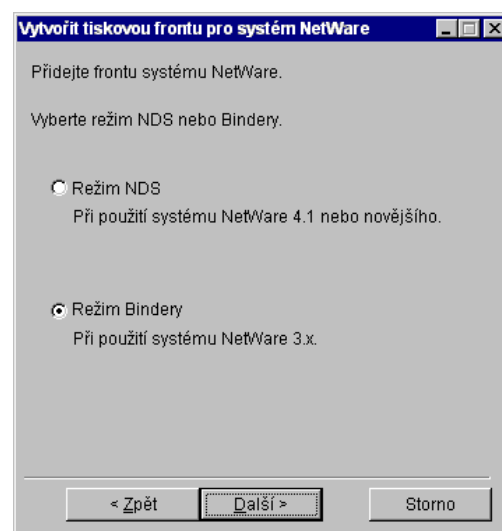 Vytvořit tiskovou frontu pro systém NetWare
Přidejte frontu systému NetWare.
Vyberte režim NDS nebo Bindery.
Režim NDS
Při použití systému NetWare 4.1 nebo novějšího.
Režim Bindery
Při použití systému NetWare 3.x.
< Zpět
Další >
Storno